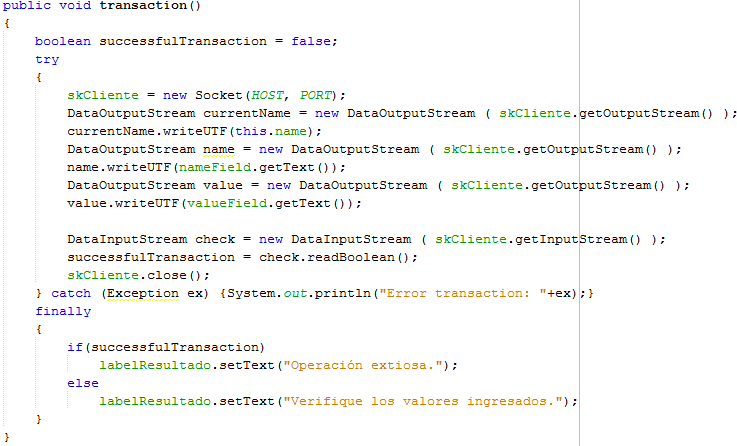 public void transaction()
{
    boolean successfulTransaction = false;
    try
    {
        skCliente = new Socket(HOST, PORT);
        DataOutputStream currentName = new DataOutputStream ( skCliente.getOutputStream() );
        currentName.writeUTF(this.name);
        DataOutputStream name = new DataOutputStream ( skCliente.getOutputStream() );
        name.writeUTF(nameField.getText());
        DataOutputStream value = new DataOutputStream ( skCliente.getOutputStream() );
        value.writeUTF(valueField.getText());

        DataInputStream check = new DataInputStream ( skCliente.getInputStream() );
        successfulTransaction = check.readBoolean();
        skCliente.close();
    } catch (Exception ex) {System.out.println("Error transaction: "+ex);}
    finally
    {
        if(successfulTransaction)
            labelResultado.setText("Operación extiosa.");
        else
            labelResultado.setText("Verifique los valores ingresados.");
    }
}